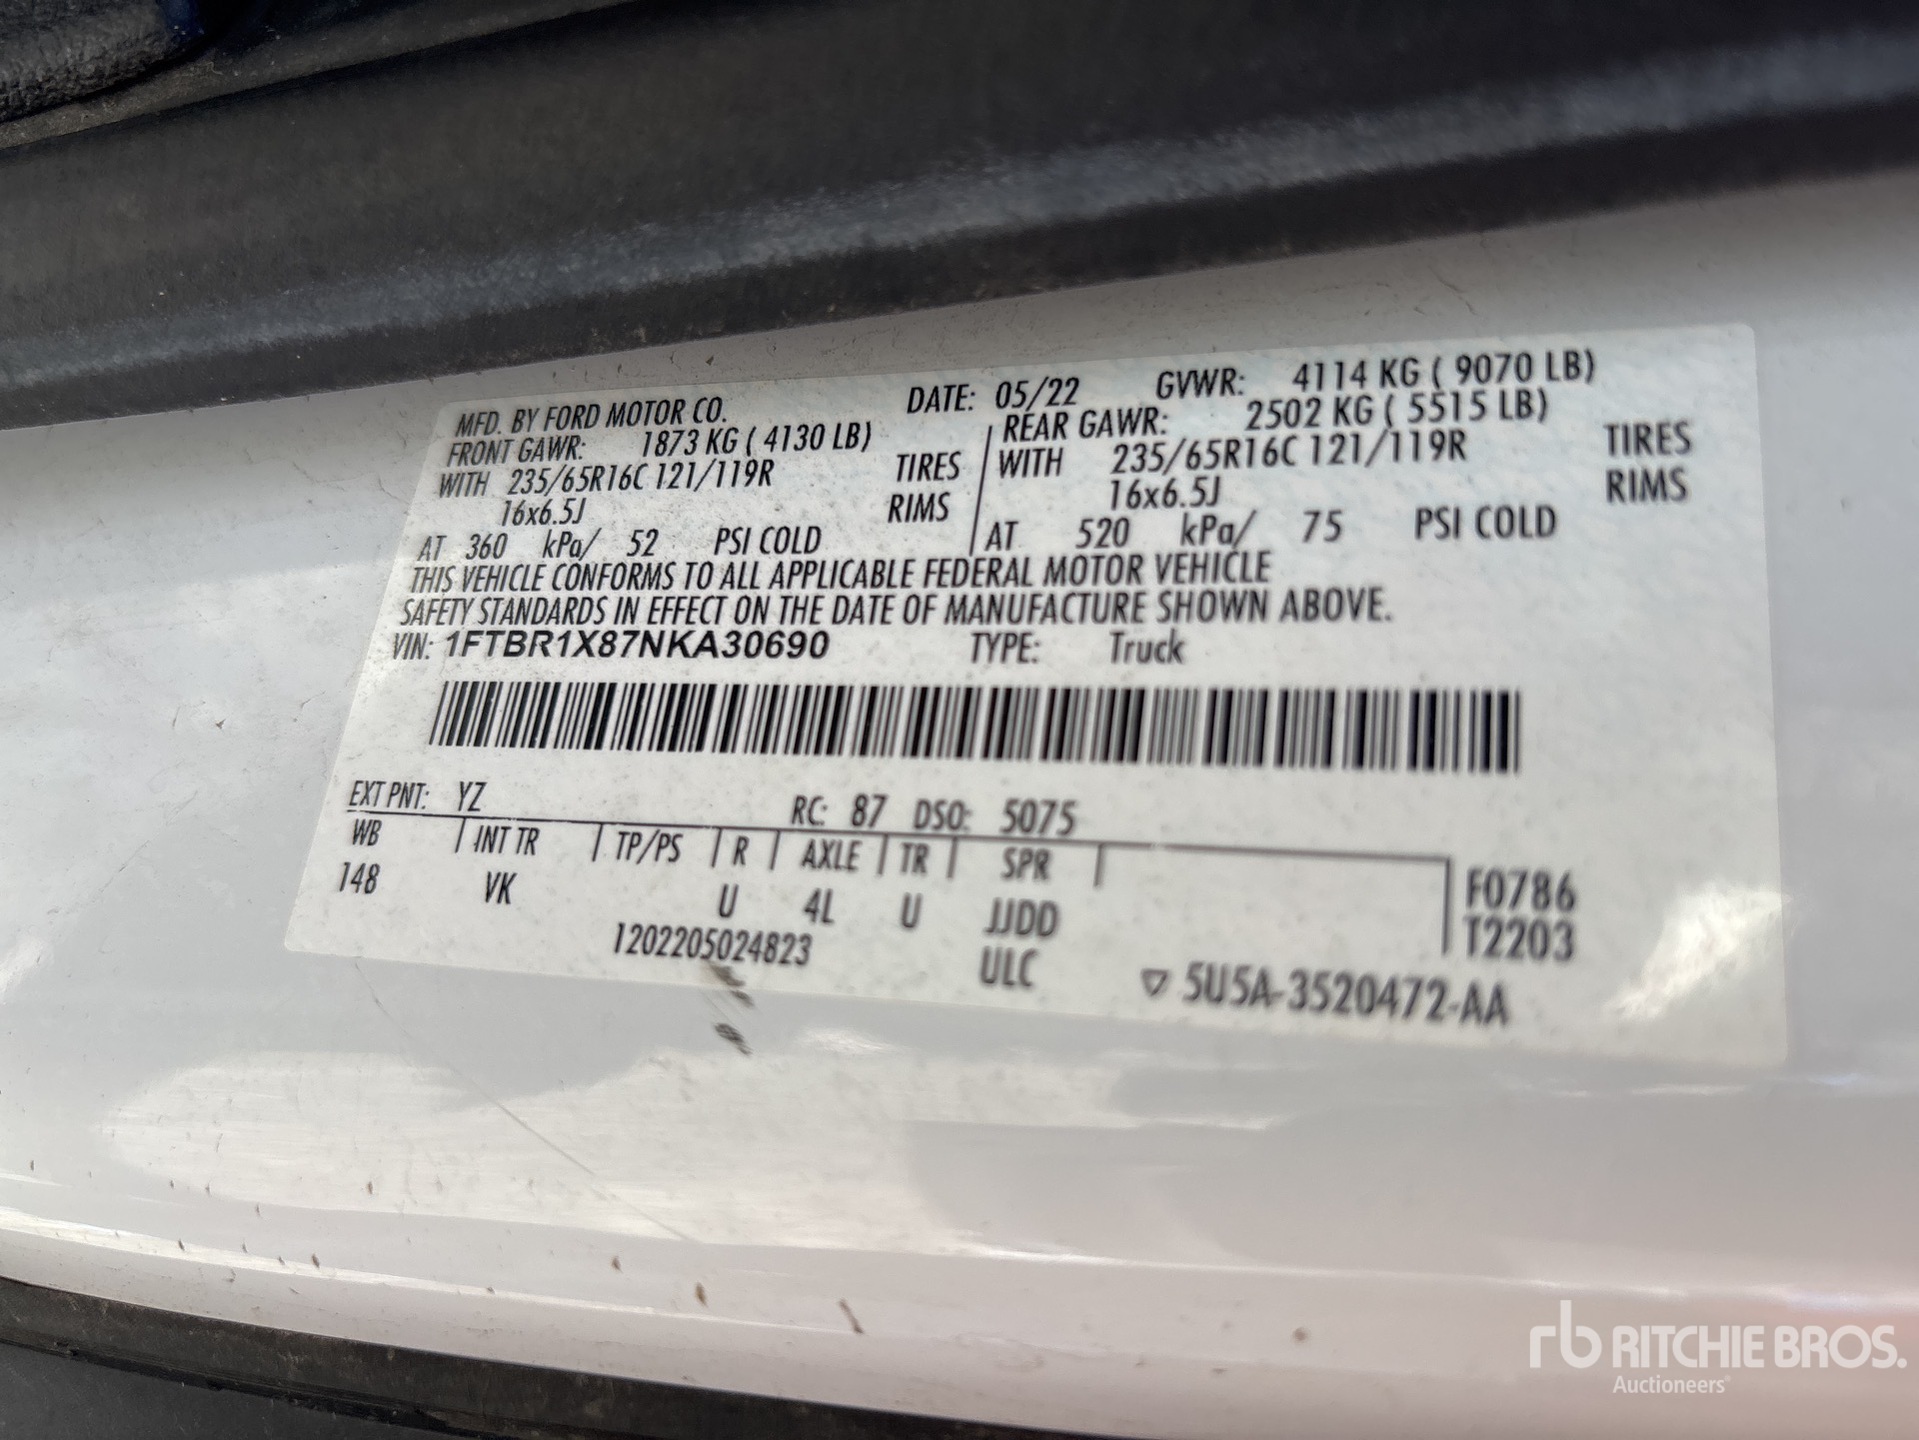 MFD. BY FORD MOTOR CO. DATE: 05/22 GVWR: 4114 KG ( 9070 LB)
FRONT GAWR: 1873 KG ( 4130 LB) REAR GAWR: 2502 KG ( 5515 LB)
WITH 235/65R16C 121/119R TIRES WITH 235/65R16C 121/119R TIRES
16x6.5J RIMS 16x6.5J RIMS
AT 360 kPa/ 52 PSI COLD AT 520 kPa/ 75 PSI COLD
THIS VEHICLE CONFORMS TO ALL APPLICABLE FEDERAL MOTOR VEHICLE
SAFETY STANDARDS IN EFFECT ON THE DATE OF MANUFACTURE SHOWN ABOVE.
VIN: 1FTBR1X87NKA30690 TYPE: Truck
EXT PNT: YZ RC: 87 DSO: 5075
WB INT TR TP/PS R AXLE TR SPR
148 VK U 4L U JJDD F0786
1202205024823 ULC T2203
▽ 5U5A-3520472-AA
rb RITCHIE BROS.
Auctioneers